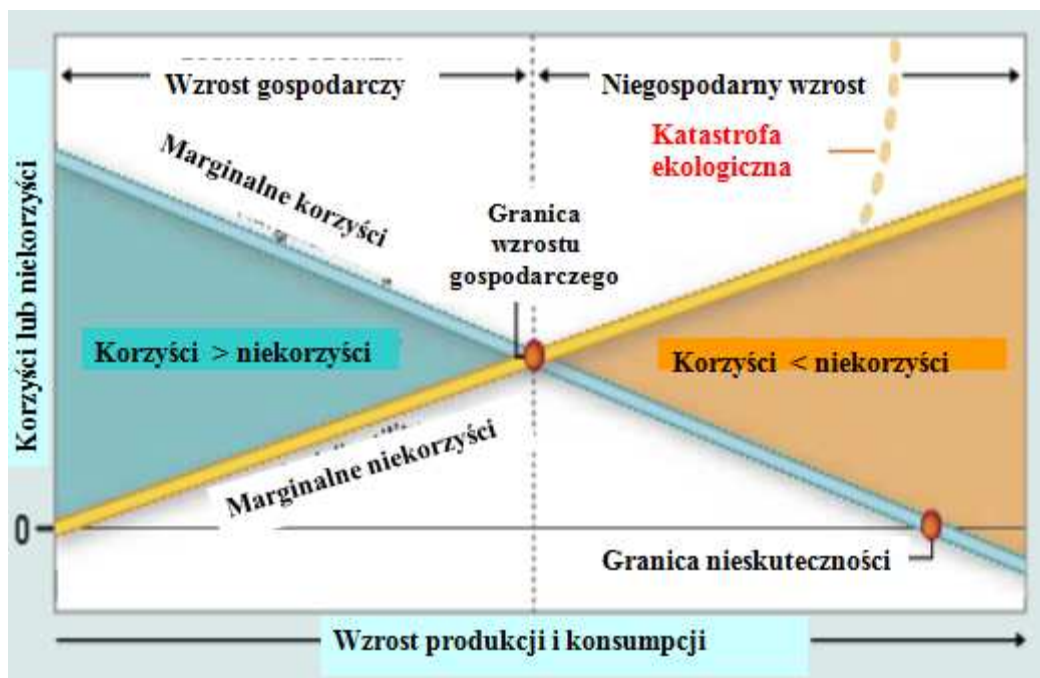 Wzrost gospodarczy
Niegospodarny wzrost
Katastrofa
ekologiczna
Marginalne korzyści
Granica
wzrostu
gospodarczego
Korzyści lub niekorzyści
Korzyści > niekorzyści
Korzyści < niekorzyści
Marginalne niekorzyści
0
Granica nieskuteczności
Wzrost produkcji i konsumpcji